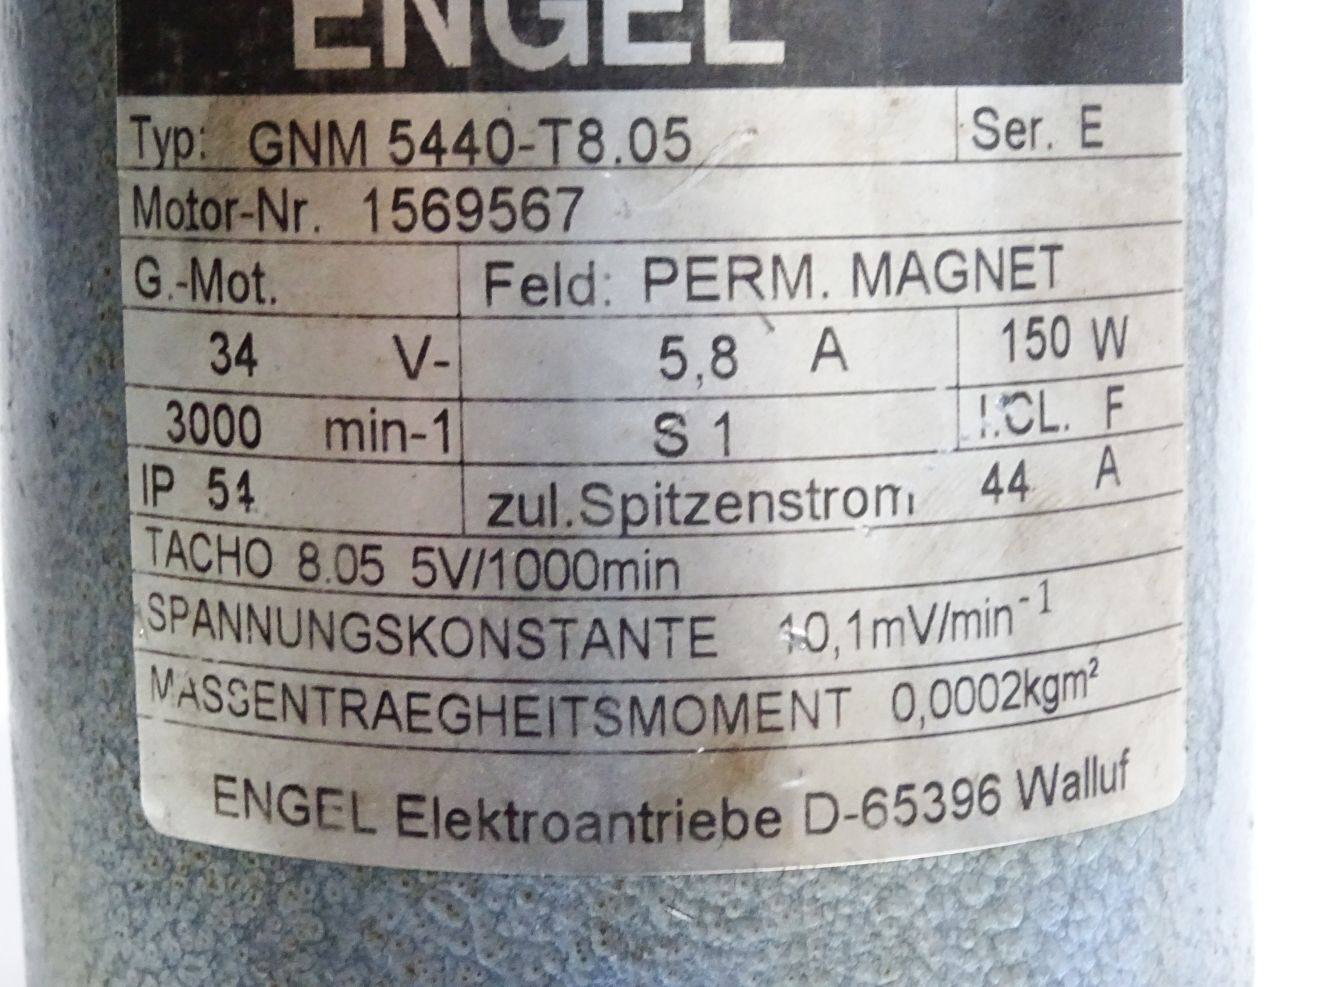 ENGEL
Typ: GNM 5440-T8.05 Ser. E
Motor-Nr. 1569567
G.-Mot. Feld: PERM. MAGNET
34 V- 5,8 A 150 W
3000 min-1 S 1 I.CL. F
IP 54 zul.Spitzenstrom 44 A
TACHO 8.05 5V/1000min
SPANNUNGSKONSTANTE 10,1mV/min⁻¹
MASSENTRAEGHEITSMOMENT 0,0002kgm²
ENGEL Elektroantriebe D-65396 Walluf